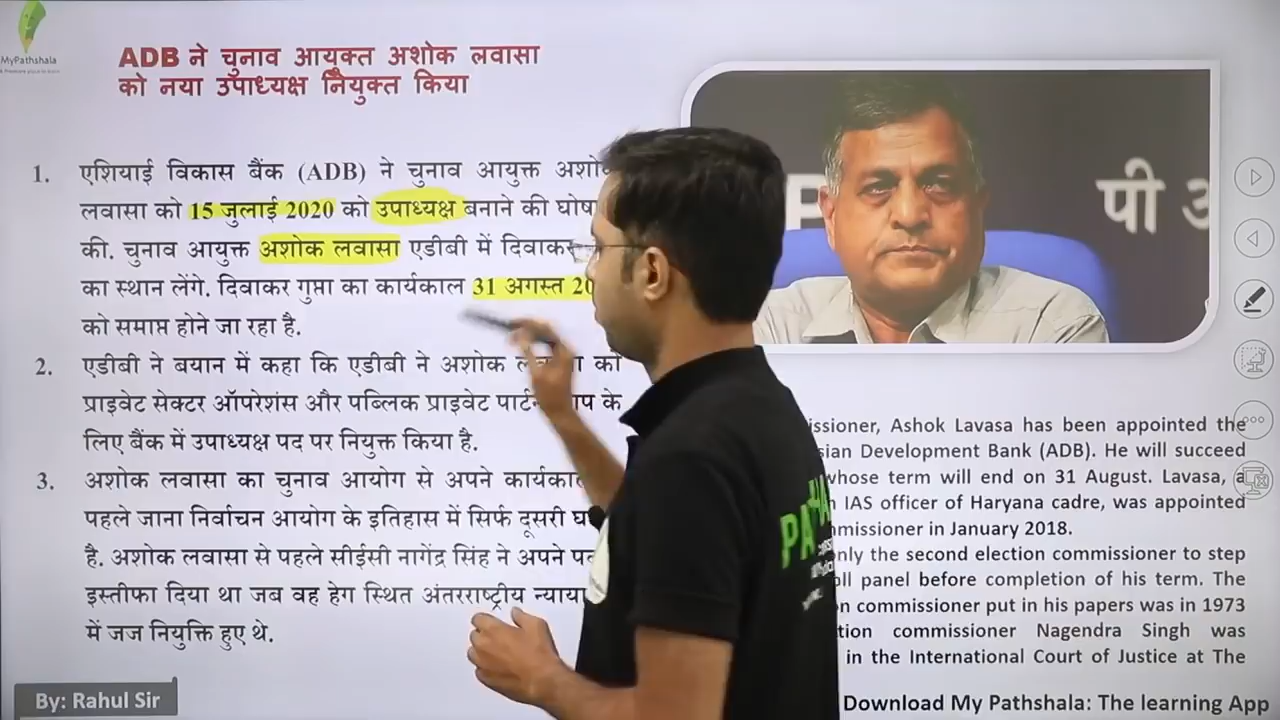 MyPathshala
ADB ने चुनाव आयुक्त अशोक लवासा
को नया उपाध्यक्ष नियुक्त किया
1. एशियाई विकास बैंक (ADB) ने चुनाव आयुक्त
लवासा को 15 जुलाई 2020 को उपाध्यक्ष बनाने की
की. चुनाव आयुक्त अशोक लवासा एडीबी में
का स्थान लेंगे. दिवाकर गुप्ता का कार्यकाल 31 अगस्त
को समाप्त होने जा रहा है.
2. एडीबी ने बयान में कहा कि एडीबी ने अशोक को
प्राइवेट सेक्टर ऑपरेशंस और पब्लिक प्राइवेट के
लिए बैंक में उपाध्यक्ष पद पर नियुक्त किया है.
3. अशोक लवासा का चुनाव आयोग से अपने
पहले जाना निर्वाचन आयोग के इतिहास में सिर्फ दूसरी
है. अशोक लवासा से पहले सीईसी नागेंद्र सिंह ने अपने
इस्तीफा दिया था जब वह हेग स्थित अंतरराष्ट्रीय
में जज नियुक्ति हुए थे.
पी
Ashok Lavasa has been appointed the
Development Bank (ADB). He will succeed
whose term will end on 31 August. Lavasa, a
IAS officer of Haryana cadre, was appointed
in January 2018.
only the second election commissioner to step
panel before completion of his term. The
commissioner put in his papers was in 1973
commissioner Nagendra Singh was
in the International Court of Justice at The
By: Rahul Sir
Download My Pathshala: The learning App